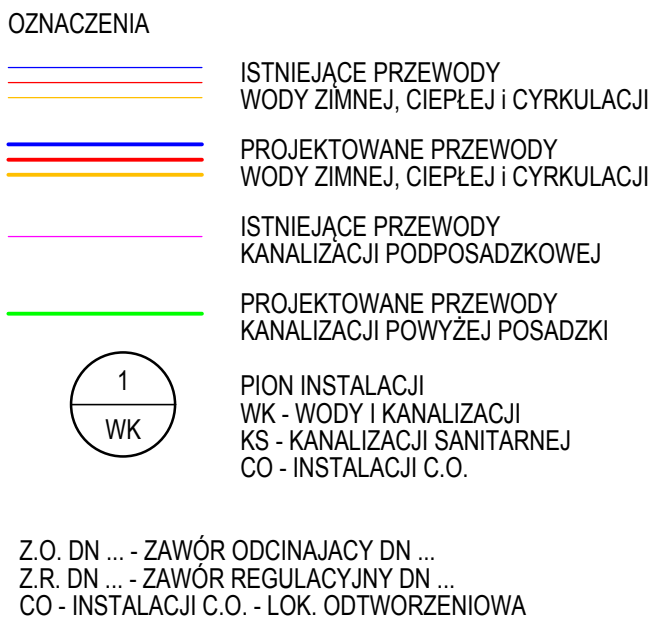 OZNACZENIA
ISTNIEJĄCE PRZEWODY
WODY ZIMNEJ, CIEPŁEJ i CYRKULACJI
PROJEKTOWANE PRZEWODY
WODY ZIMNEJ, CIEPŁEJ i CYRKULACJI
ISTNIEJĄCE PRZEWODY
KANALIZACJI PODPOSADZKOWEJ
PROJEKTOWANE PRZEWODY
KANALIZACJI POWYŻEJ POSADZKI
1
WK
PION INSTALACJI
WK - WODY I KANALIZACJI
KS - KANALIZACJI SANITARNEJ
CO - INSTALACJI C.O.
Z.O. DN ... - ZAWÓR ODCINAJACY DN ...
Z.R. DN ... - ZAWÓR REGULACYJNY DN ...
CO - INSTALACJI C.O. - LOK. ODTWORZENIOWA